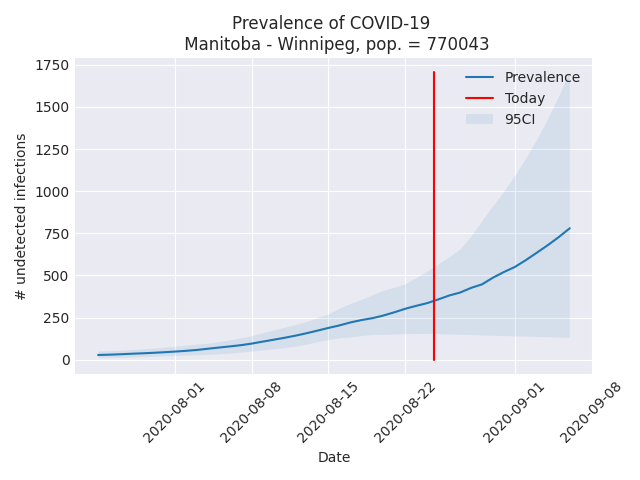 Prevalence of COVID-19
Manitoba - Winnipeg, pop. = 770043
Prevalence
Today
95CI
1750
1500
1250
1000
750
500
250
0
# undetected infections
2020-08-01
2020-08-08
2020-08-15
2020-08-22
2020-09-01
2020-09-08
Date